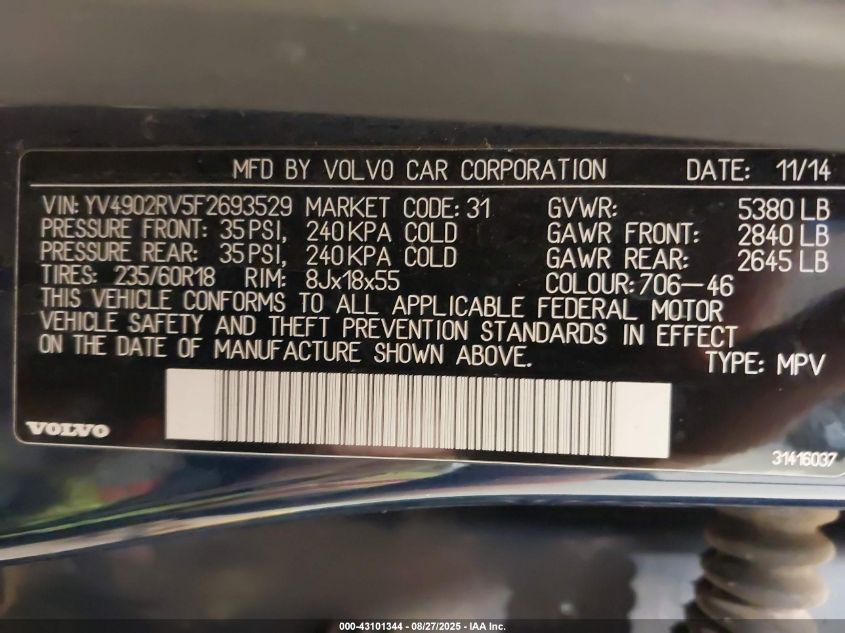 MFD BY VOLVO CAR CORPORATION DATE: 11/14
VIN: YV4902RV5F2693529 MARKET CODE: 31 GVWR: 5380 LB
PRESSURE FRONT: 35 PSI, 240 KPA COLD GAWR FRONT: 2840 LB
PRESSURE REAR: 35 PSI, 240 KPA COLD GAWR REAR: 2645 LB
TIRES: 235/60R18 RIM: 8Jx18x55 COLOUR: 706-46
THIS VEHICLE CONFORMS TO ALL APPLICABLE FEDERAL MOTOR
VEHICLE SAFETY AND THEFT PREVENTION STANDARDS IN EFFECT
ON THE DATE OF MANUFACTURE SHOWN ABOVE. TYPE: MPV
VOLVO
31416037
000-43101344 - 08/27/2025 - IAA Inc.